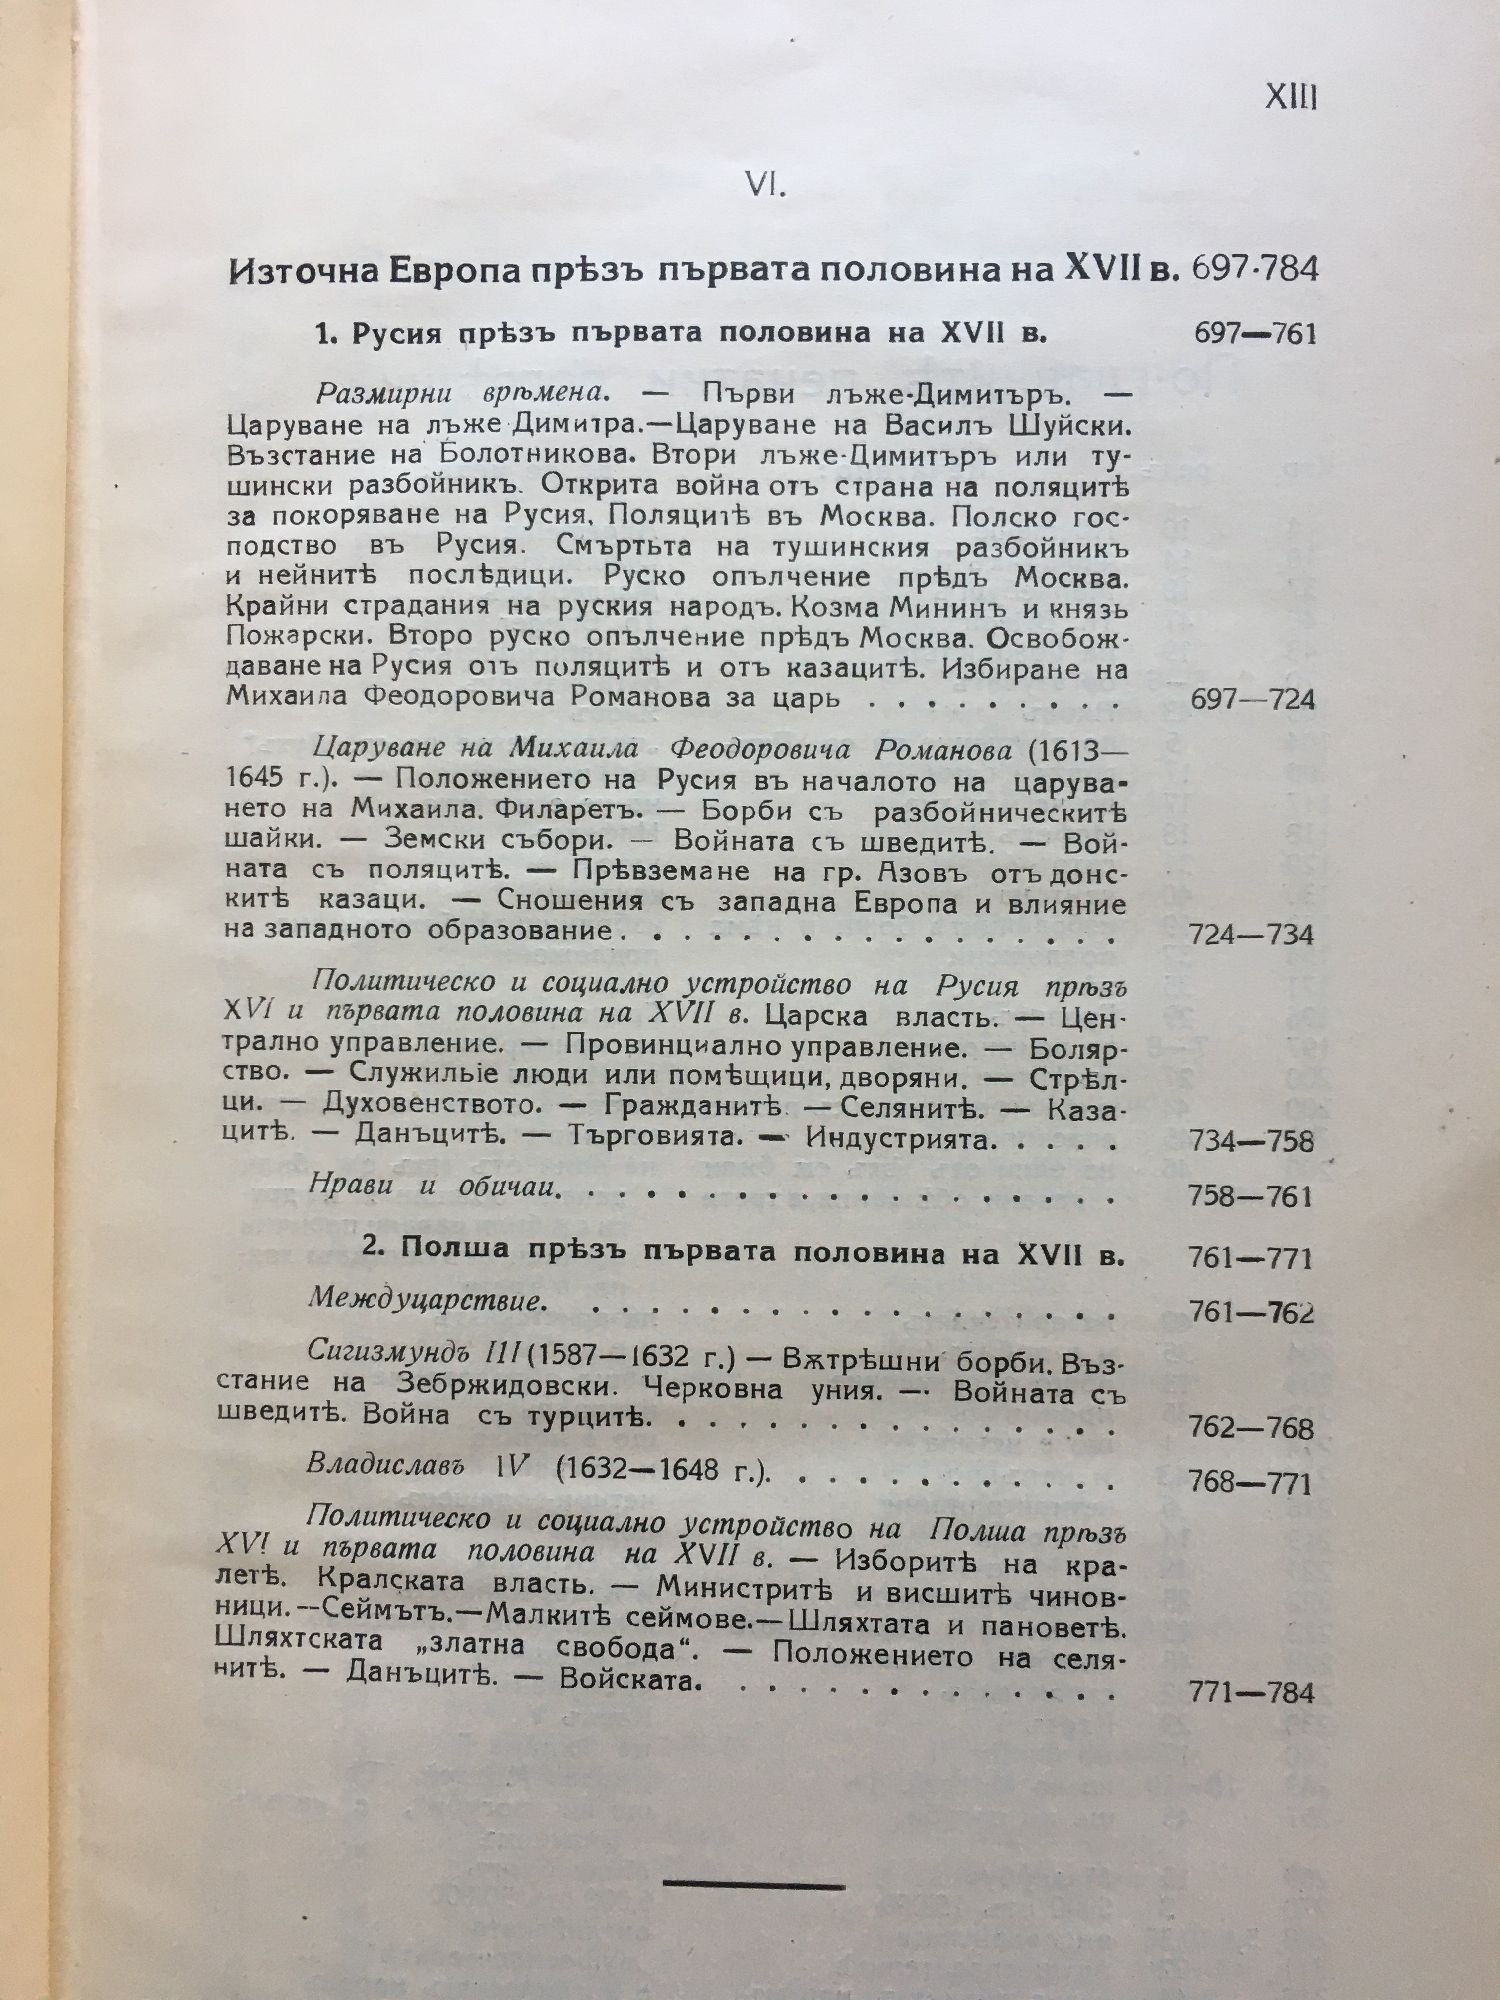 XIII
VI.
Източна Европа прѣзъ първата половина на XVII в. 697-784
1. Русия прѣзъ първата половина на XVII в. 697—761
Размирни врѣмена. — Първи лъже-Димитъръ. —
Царуване на лъже Димитра.—Царуване на Василъ Шуйски.
Възстание на Болотникова. Втори лъже-Димитъръ или ту-
шински разбойникъ. Открита война отъ страна на поляцитѣ
за покоряване на Русия. Поляцитѣ въ Москва. Полско гос-
подство въ Русия. Смъртьта на тушинския разбойникъ
и нейнитѣ послѣдици. Руско опълчение прѣдъ Москва.
Крайни страдания на руския народъ. Козма Мининъ и князь
Пожарски. Второ руско опълчение прѣдъ Москва. Освобож-
даване на Русия отъ поляцитѣ и отъ казацитѣ. Избиране на
Михаила Феодоровича Романова за царь . . . . . . . . . 697—724
Царуване на Михаила Феодоровича Романова (1613—
1645 г.). — Положението на Русия въ началото на царува-
нето на Михаила. Филаретъ. — Борби съ разбойническитѣ
шайки. — Земски събори. — Войната съ шведитѣ. — Вой-
ната съ поляцитѣ. — Прѣвземане на гр. Азовъ отъ донс-
китѣ казаци. — Сношения съ западна Европа и влияние
на западното образование . . . . . . . . . . . . . . . . . 724—734
Политическо и социално устройство на Русия прѣзъ
XVI и първата половина на XVII в. Царска власть. — Цен-
трално управление. — Провинциално управление. — Боляр-
ство. — Служилые люди или помѣщици, дворяни. — Стрѣл-
ци. — Духовенството. — Гражданитѣ. — Селянитѣ. — Каза-
цитѣ. — Данъцитѣ. — Търговията. — Индустрията. . . . . 734—758
Нрави и обичаи. . . . . . . . . . . . . . . . . . . 758—761
2. Полша прѣзъ първата половина на XVII в. 761—771
Междуцарствие. . . . . . . . . . . . . . . . . . . 761—762
Сигизмундъ III (1587—1632 г.) — Вѫтрѣшни борби. Въз-
стание на Зебржидовски. Черковна уния. — Войната съ
шведитѣ. Война съ турцитѣ. . . . . . . . . . . . . . . . 762—768
Владиславъ IV (1632—1648 г.). . . . . . . . . . . . 768—771
Политическо и социално устройство на Полша прѣзъ
XVI и първата половина на XVII в. — Изборитѣ на кра-
летѣ. Кралската власть. — Министритѣ и висшитѣ чинов-
ници.—Сеймътъ.—Малкитѣ сеймове.—Шляхтата и пановетѣ.
Шляхтската „златна свобода“. — Положението на селя-
нитѣ. — Данъцитѣ. — Войската. . . . . . . . . . . . . . 771—784